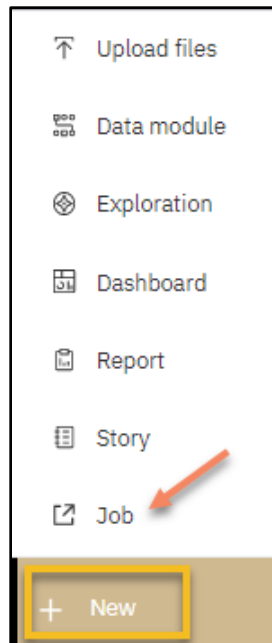 Upload files
Data module
Exploration
Dashboard
Report
Story
Job
+ New